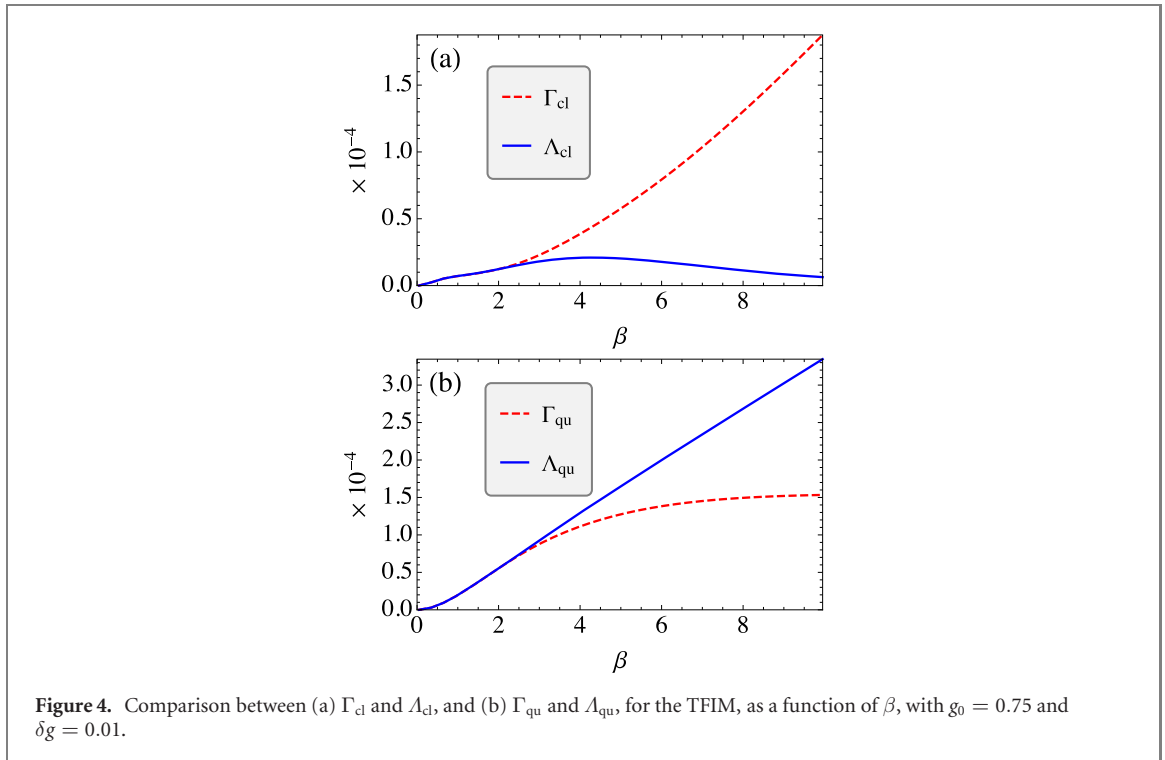 (a)
Γcl
Λcl
× 10⁻⁴
1.5
1.0
0.5
0.0
0 2 4 6 8
β
(b)
Γqu
Λqu
× 10⁻⁴
3.0
2.5
2.0
1.5
1.0
0.5
0.0
0 2 4 6 8
β
Figure 4. Comparison between (a) Γcl and Λcl, and (b) Γqu and Λqu, for the TFIM, as a function of β, with g₀ = 0.75 and
δg = 0.01.